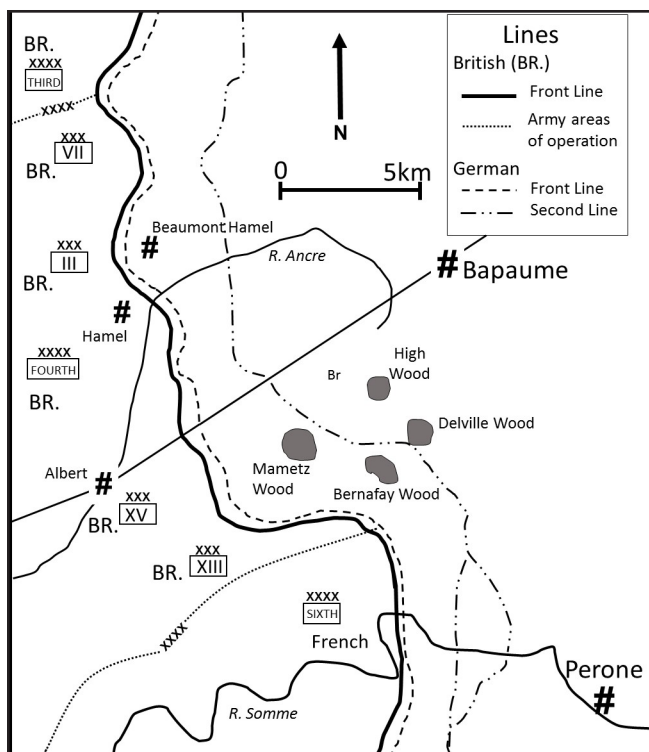 BR.
XXXX
THIRD
XXXX
XXX
VII
BR.
XXX
III
BR.
XXXX
FOURTH
BR.
Beaumont Hamel
Hamel
R. Ancre
Albert
XXX
XV
BR.
XXX
XIII
BR.
XXXX
XXXX
SIXTH
French
R. Somme
N
0 5km
Bapaume
Br
High
Wood
Delville Wood
Mametz
Wood
Bernafay Wood
Perone
Lines
British (BR.)
Front Line
Army areas
of operation
German
Front Line
Second Line